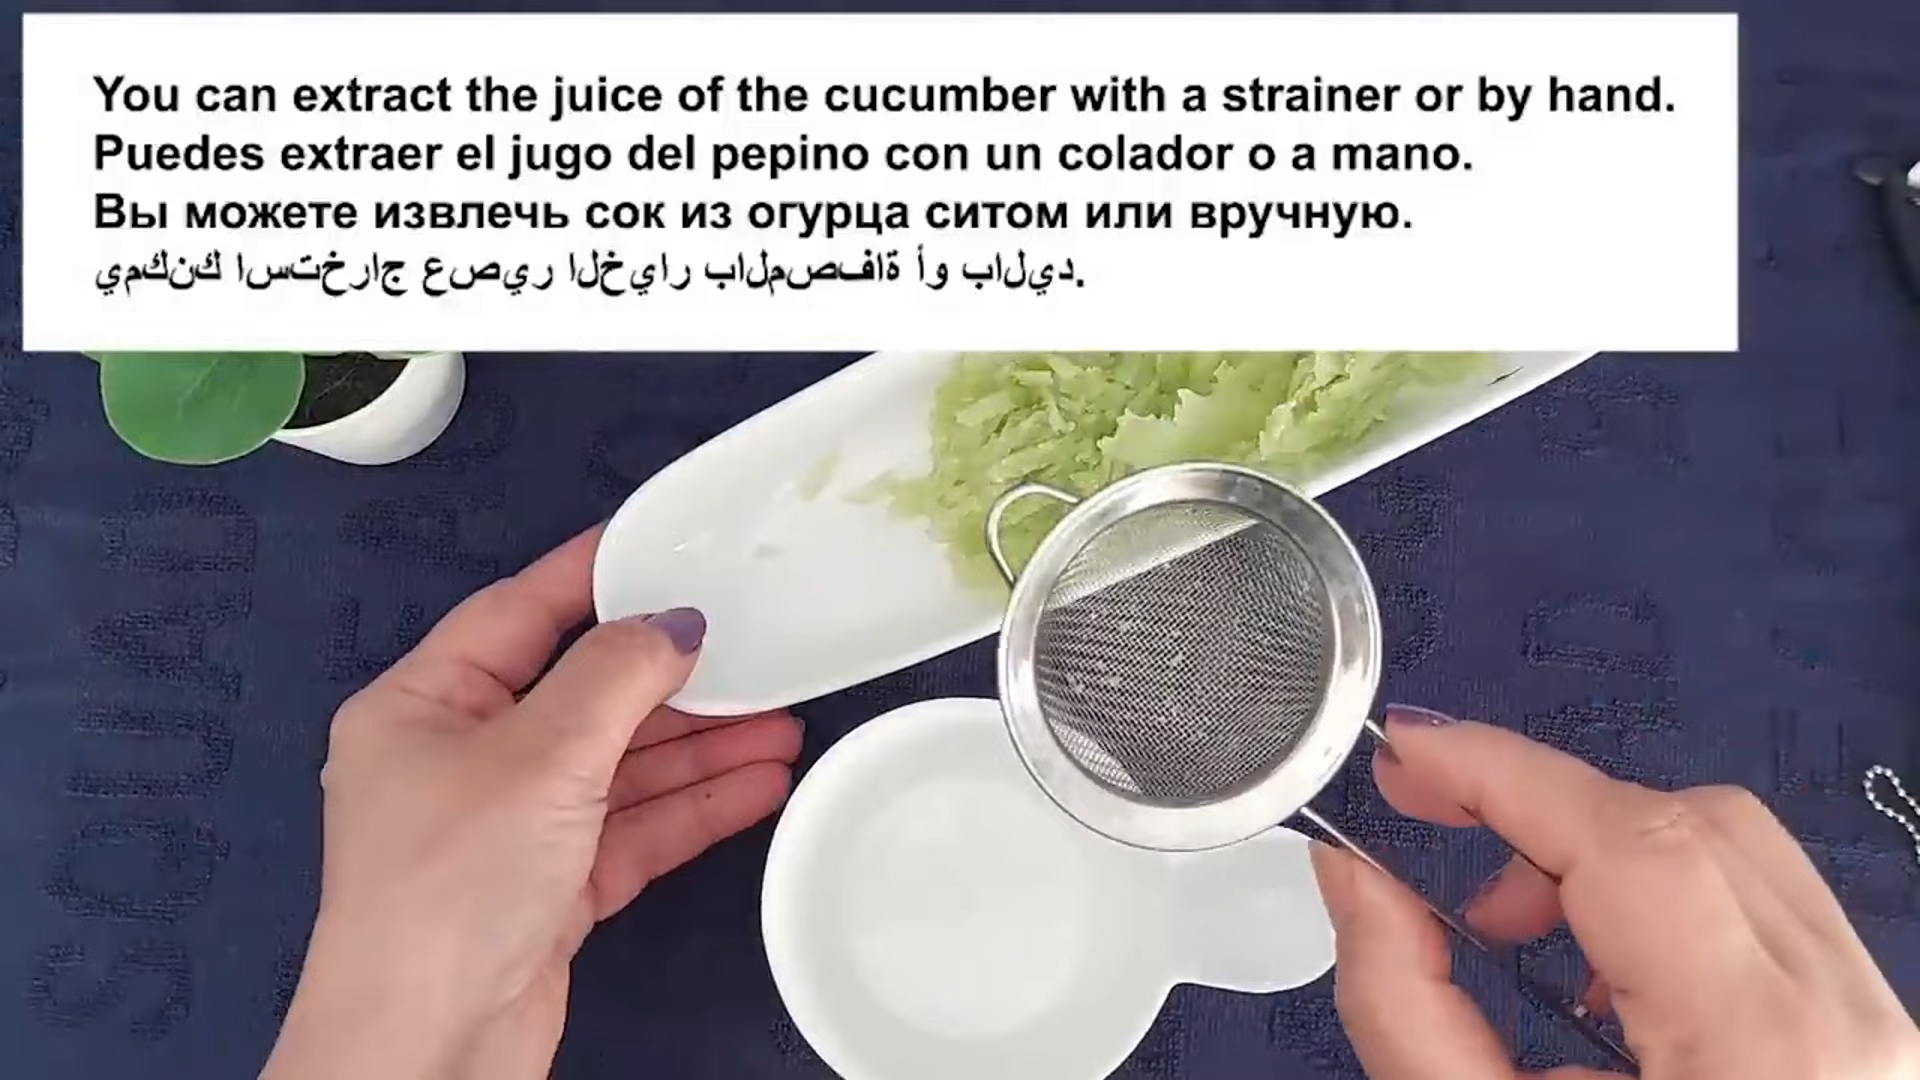 You can extract the juice of the cucumber with a strainer or by hand.
Puedes extraer el jugo del pepino con un colador o a mano.
Вы можете извлечь сок из огурца ситом или вручную.
يمكنك استخراج عصير الخيار بالمصفاة أو باليد.
SQUAD